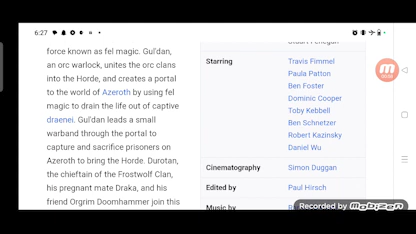 6:27
force known as fel magic. Gul'dan,
an orc warlock, unites the orc clans
into the Horde, and creates a portal
to the world of Azeroth by using fel
magic to drain the life out of captive
draenei. Gul'dan leads a small
warband through the portal to
capture and sacrifice prisoners on
Azeroth to bring the Horde. Durotan,
the chieftain of the Frostwolf Clan,
his pregnant mate Draka, and his
friend Orgrim Doomhammer join this
Starring
Travis Fimmel
Paula Patton
Ben Foster
Dominic Cooper
Toby Kebbell
Ben Schnetzer
Robert Kazinsky
Daniel Wu
Cinematography Simon Duggan
Edited by Paul Hirsch
Music by
Recorded by Mobizen